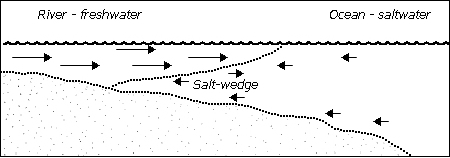 River - freshwater
Ocean - saltwater
Salt-wedge